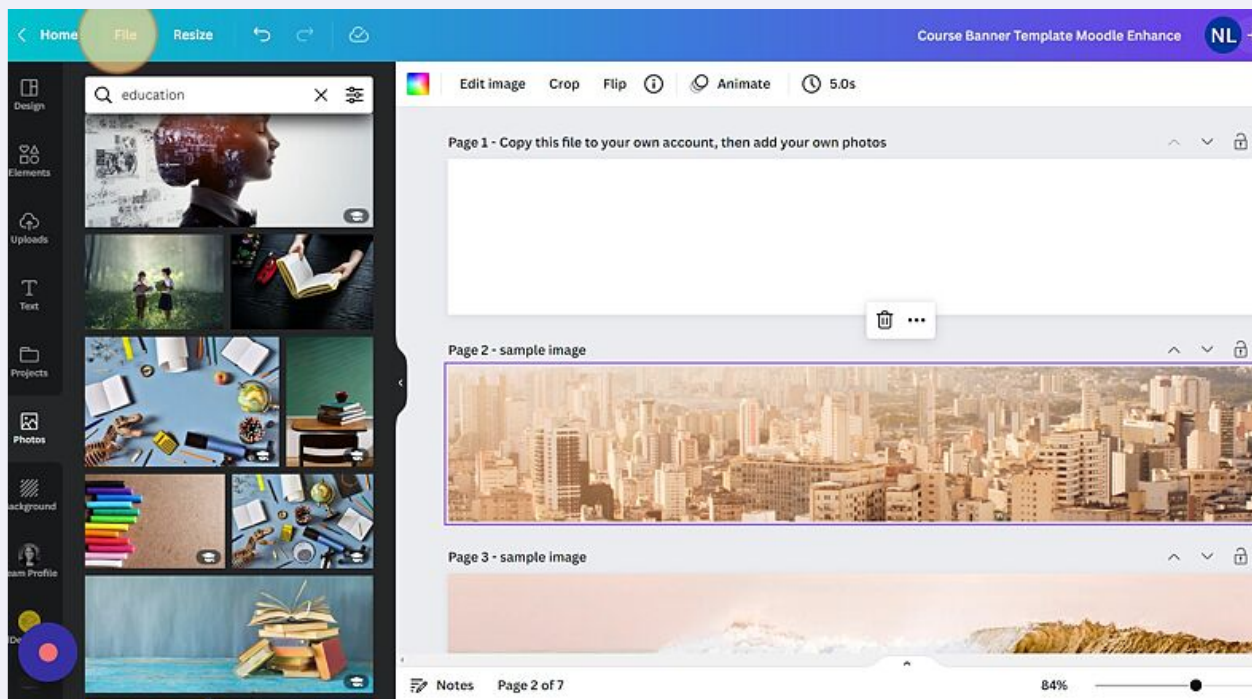 Home File Resize
Course Banner Template Moodle Enhance NL
Design
Elements
Uploads
Text
Projects
Photos
ackground
eam Profile
education
Edit image Crop Flip Animate 5.0s
Page 1 - Copy this file to your own account, then add your own photos
Page 2 - sample image
Page 3 - sample image
Notes Page 2 of 7 84%